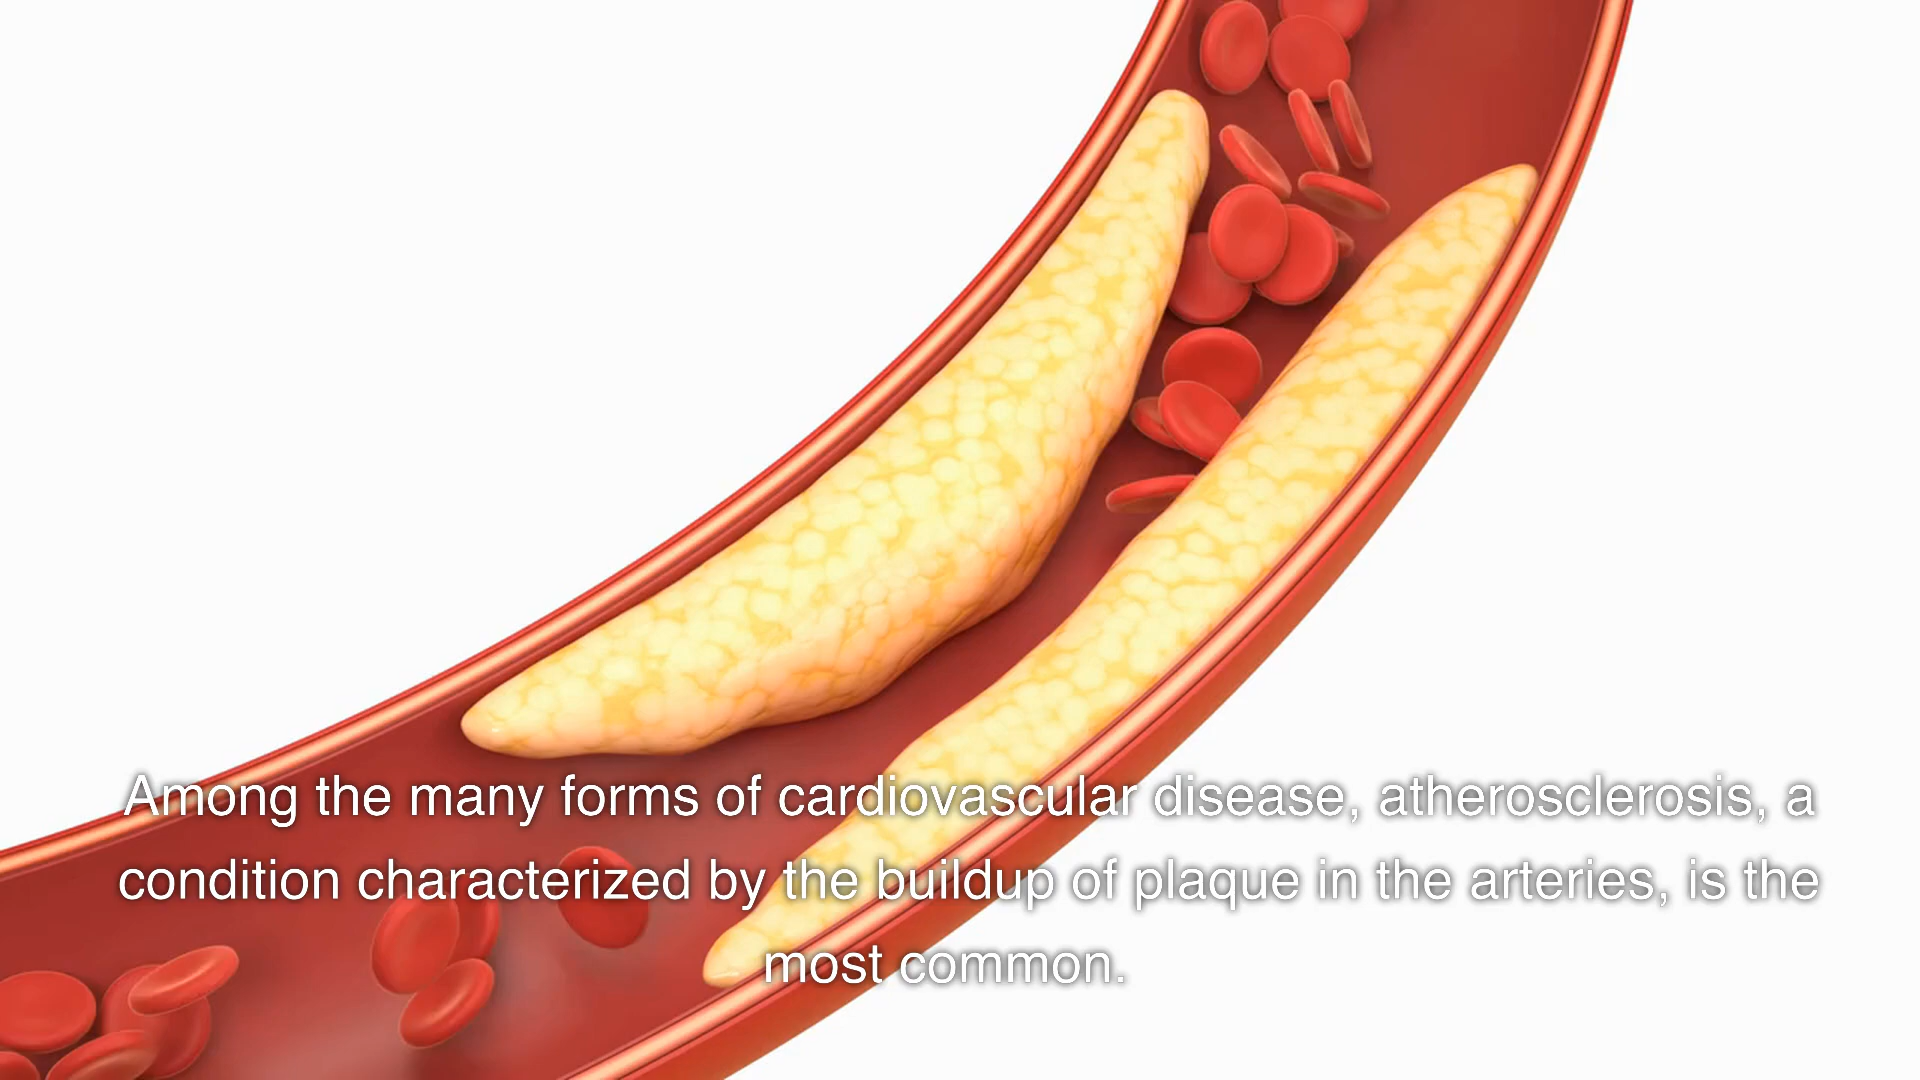 Among the many forms of cardiovascular disease, atherosclerosis, a
condition characterized by the buildup of plaque in the arteries, is the
most common.